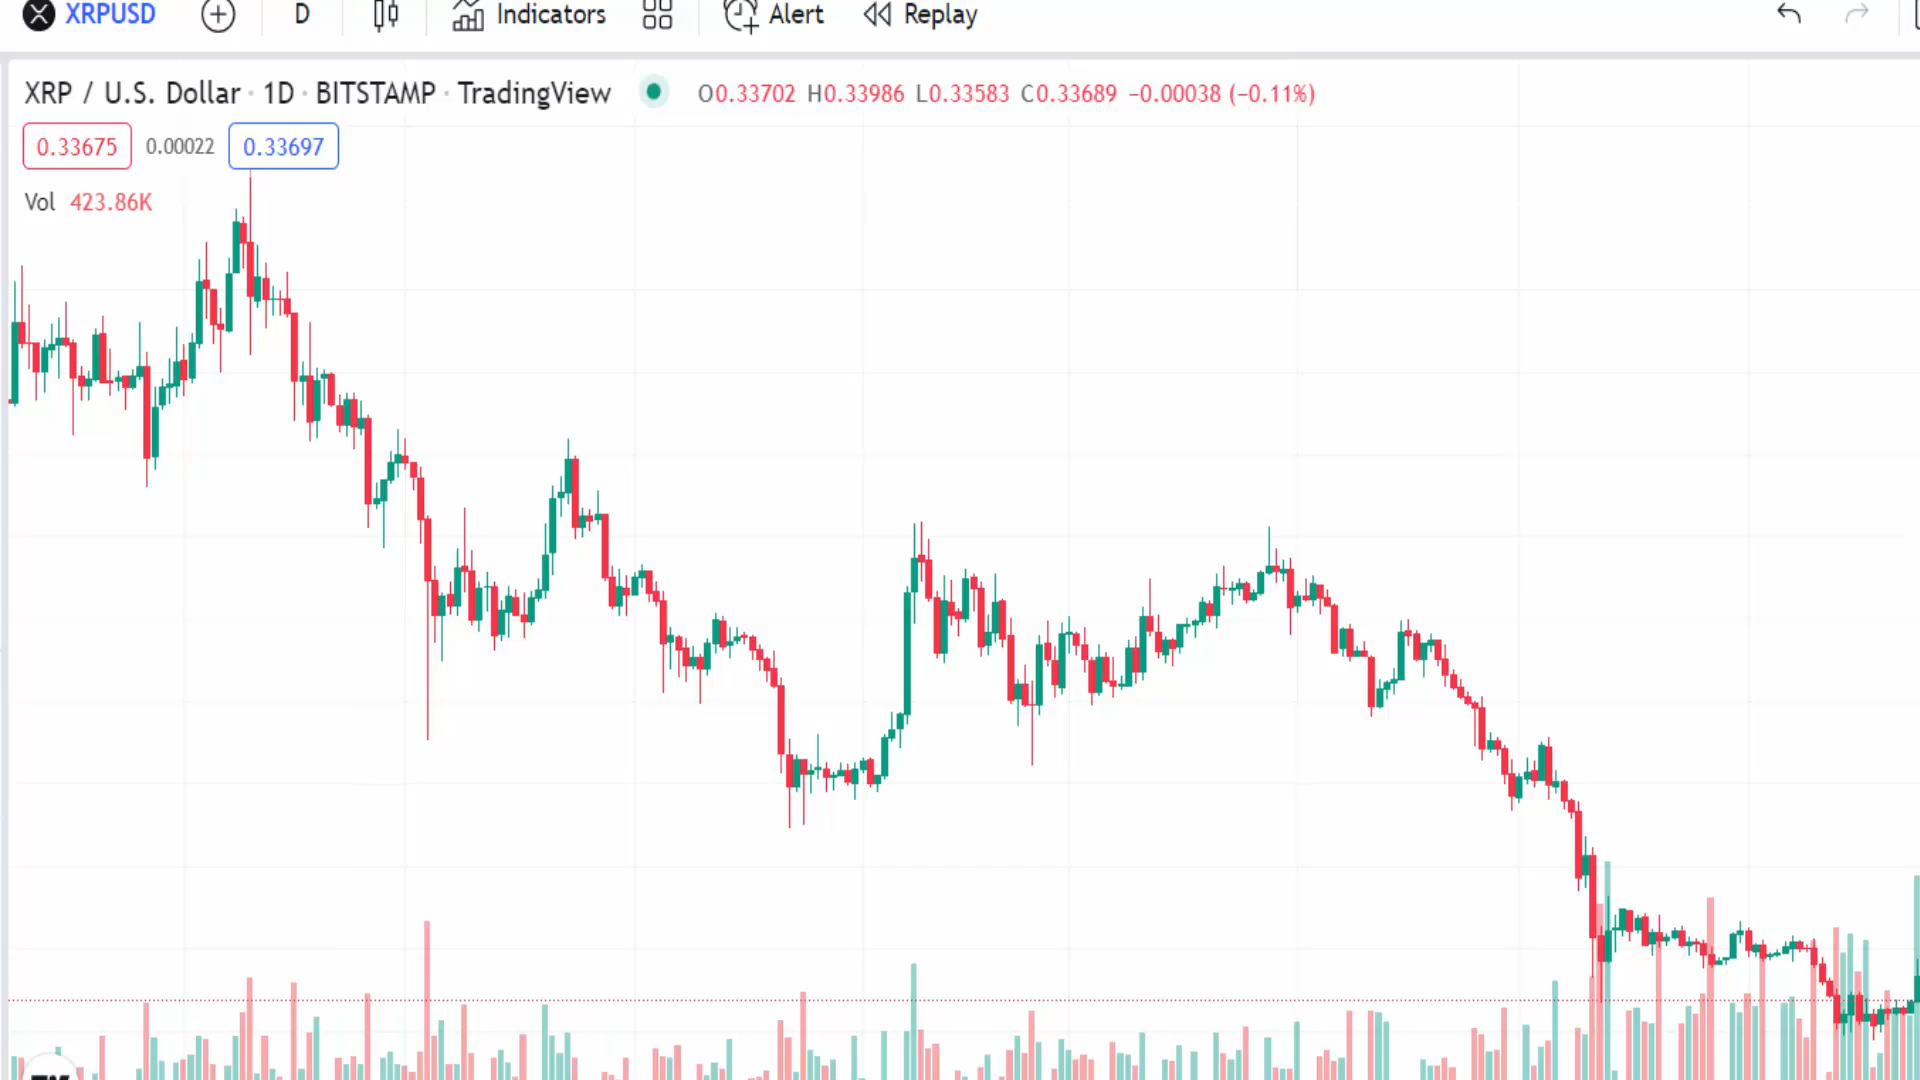 XRPUSD D Indicators Alert Replay
XRP / U.S. Dollar · 1D · BITSTAMP · TradingView O0.33702 H0.33986 L0.33583 C0.33689 −0.00038 (−0.11%)
0.33675 0.00022 0.33697
Vol 423.86K